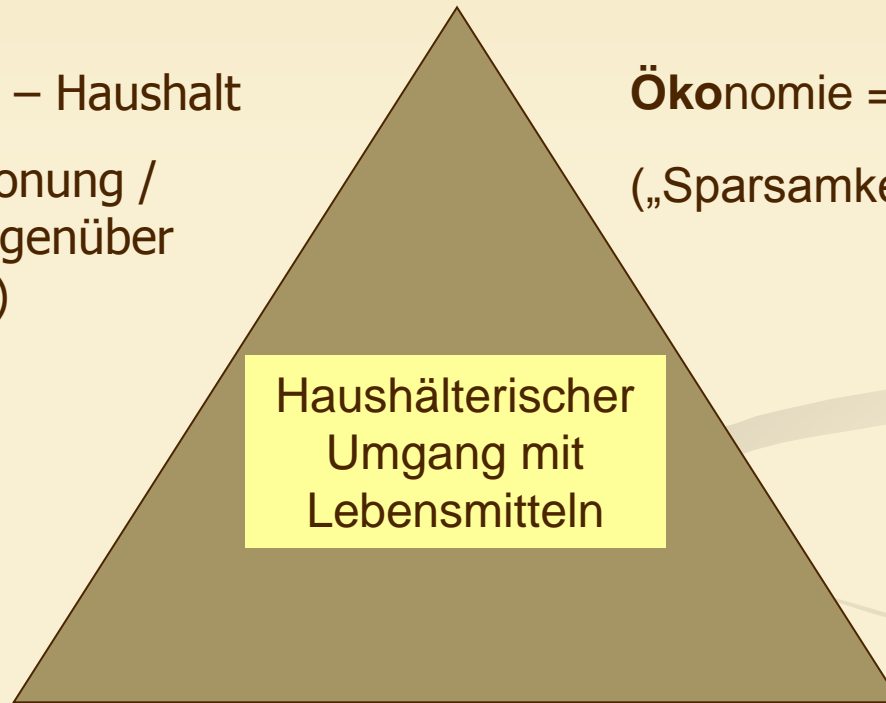 – Haushalt
onung /
genüber
)
Ökonomie =
(„Sparsamke
Haushälterischer
Umgang mit
Lebensmitteln